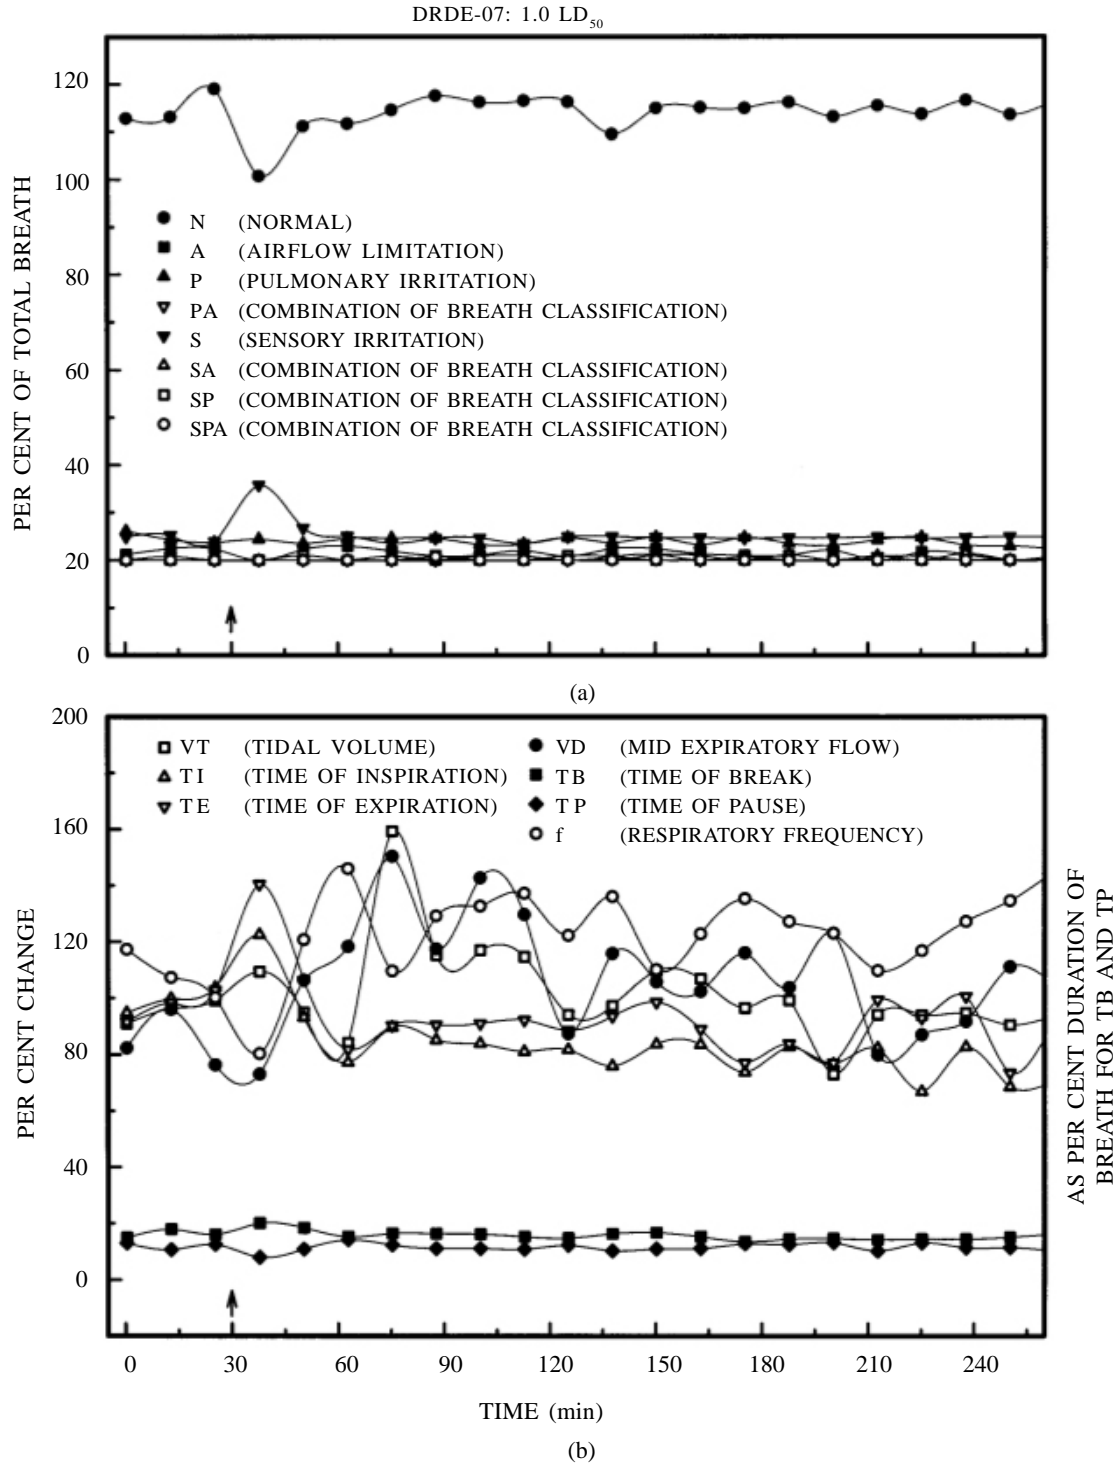 DRDE-07: 1.0 LD50
PER CENT OF TOTAL BREATH
120
100
80
60
40
20
0
N (NORMAL)
A (AIRFLOW LIMITATION)
P (PULMONARY IRRITATION)
PA (COMBINATION OF BREATH CLASSIFICATION)
S (SENSORY IRRITATION)
SA (COMBINATION OF BREATH CLASSIFICATION)
SP (COMBINATION OF BREATH CLASSIFICATION)
SPA (COMBINATION OF BREATH CLASSIFICATION)
(a)
PER CENT CHANGE
200
160
120
80
40
0
VT (TIDAL VOLUME)
TI (TIME OF INSPIRATION)
TE (TIME OF EXPIRATION)
VD (MID EXPIRATORY FLOW)
TB (TIME OF BREAK)
TP (TIME OF PAUSE)
f (RESPIRATORY FREQUENCY)
AS PER CENT DURATION OF
BREATH FOR TB AND TP
0 30 60 90 120 150 180 210 240
TIME (min)
(b)